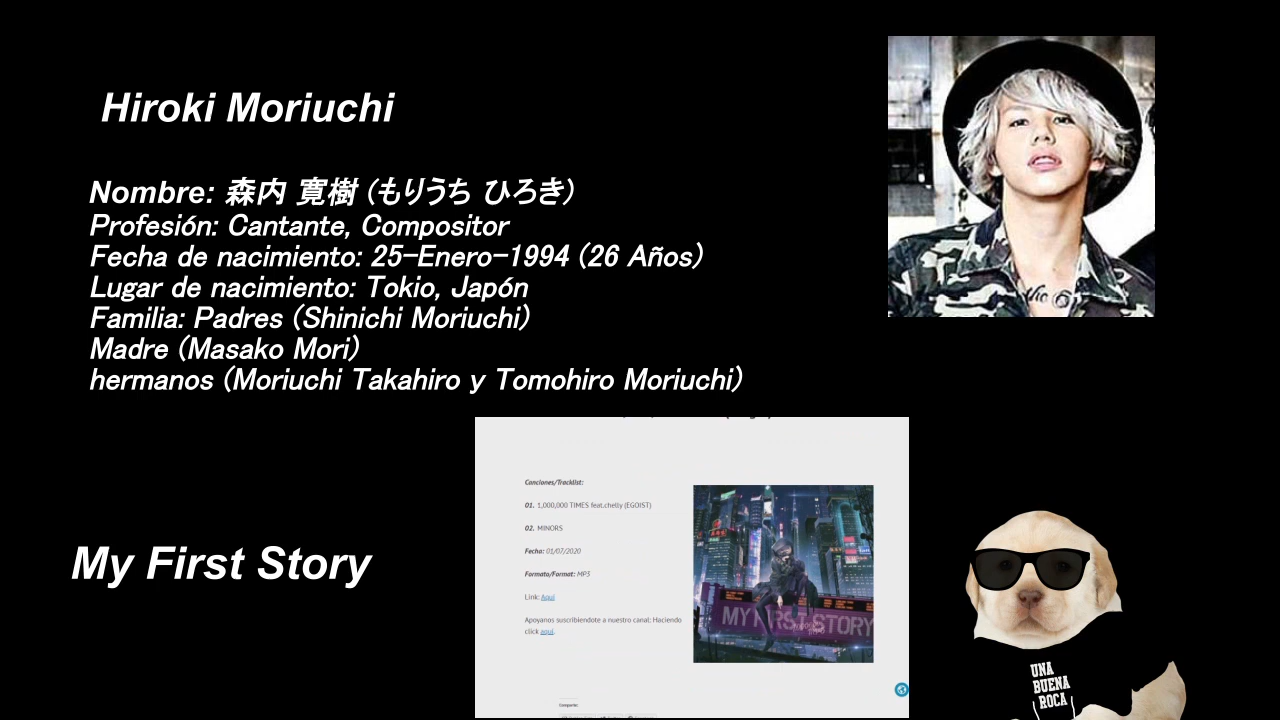 Hiroki Moriuchi
Nombre: 森内 寛樹 (もりうち ひろき)
Profesión: Cantante, Compositor
Fecha de nacimiento: 25-Enero-1994 (26 Años)
Lugar de nacimiento: Tokio, Japón
Familia: Padres (Shinichi Moriuchi)
Madre (Masako Mori)
hermanos (Moriuchi Takahiro y Tomohiro Moriuchi)
Canciones/Tracklist:
01. 1,000,000 TIMES feat.chelly (EGOIST)
02. MINORS
Fecha: 01/07/2020
Formato/Format: MP3
Link: Aquí
Apoyanos suscribiendote a nuestro canal: Haciendo
click aquí.
MY FIRST STORY
My First Story
UNA
BUENA
ROCA